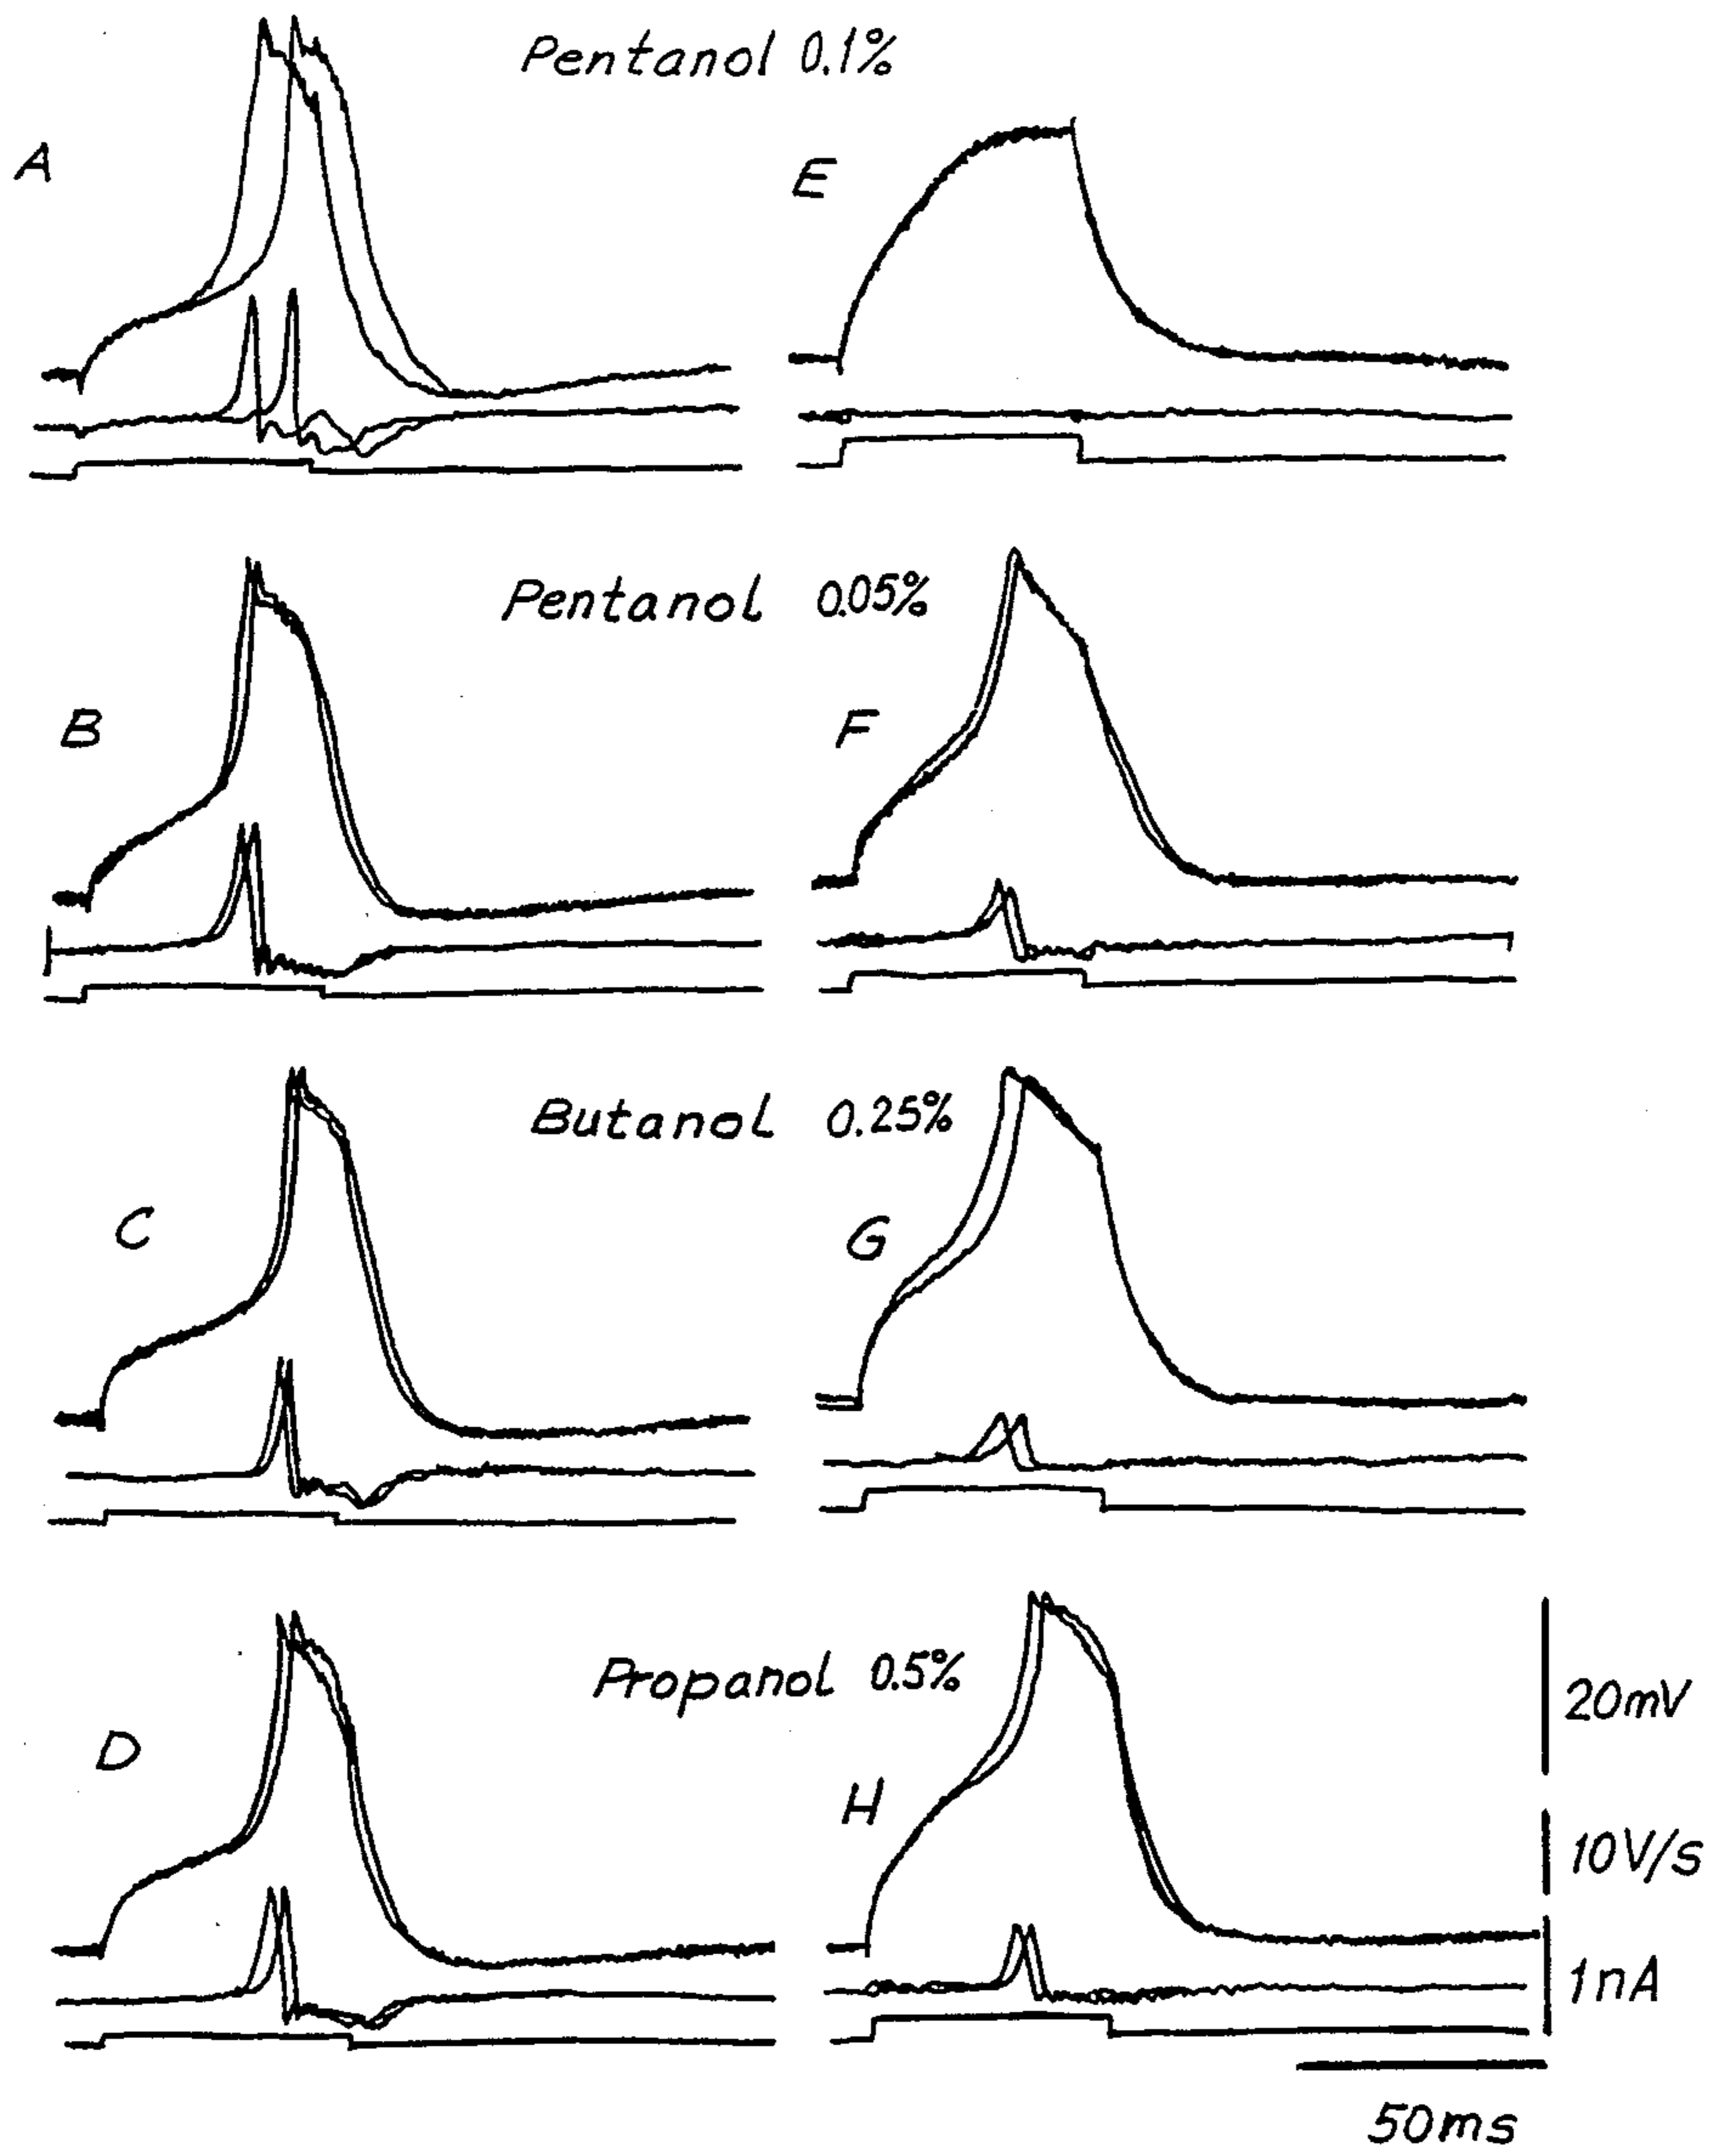 Pentanol 0.1%
A
E
Pentanol 0.05%
B
F
Butanol 0.25%
C
G
Propanol 0.5%
D
H
20mV
10V/s
1nA
50ms